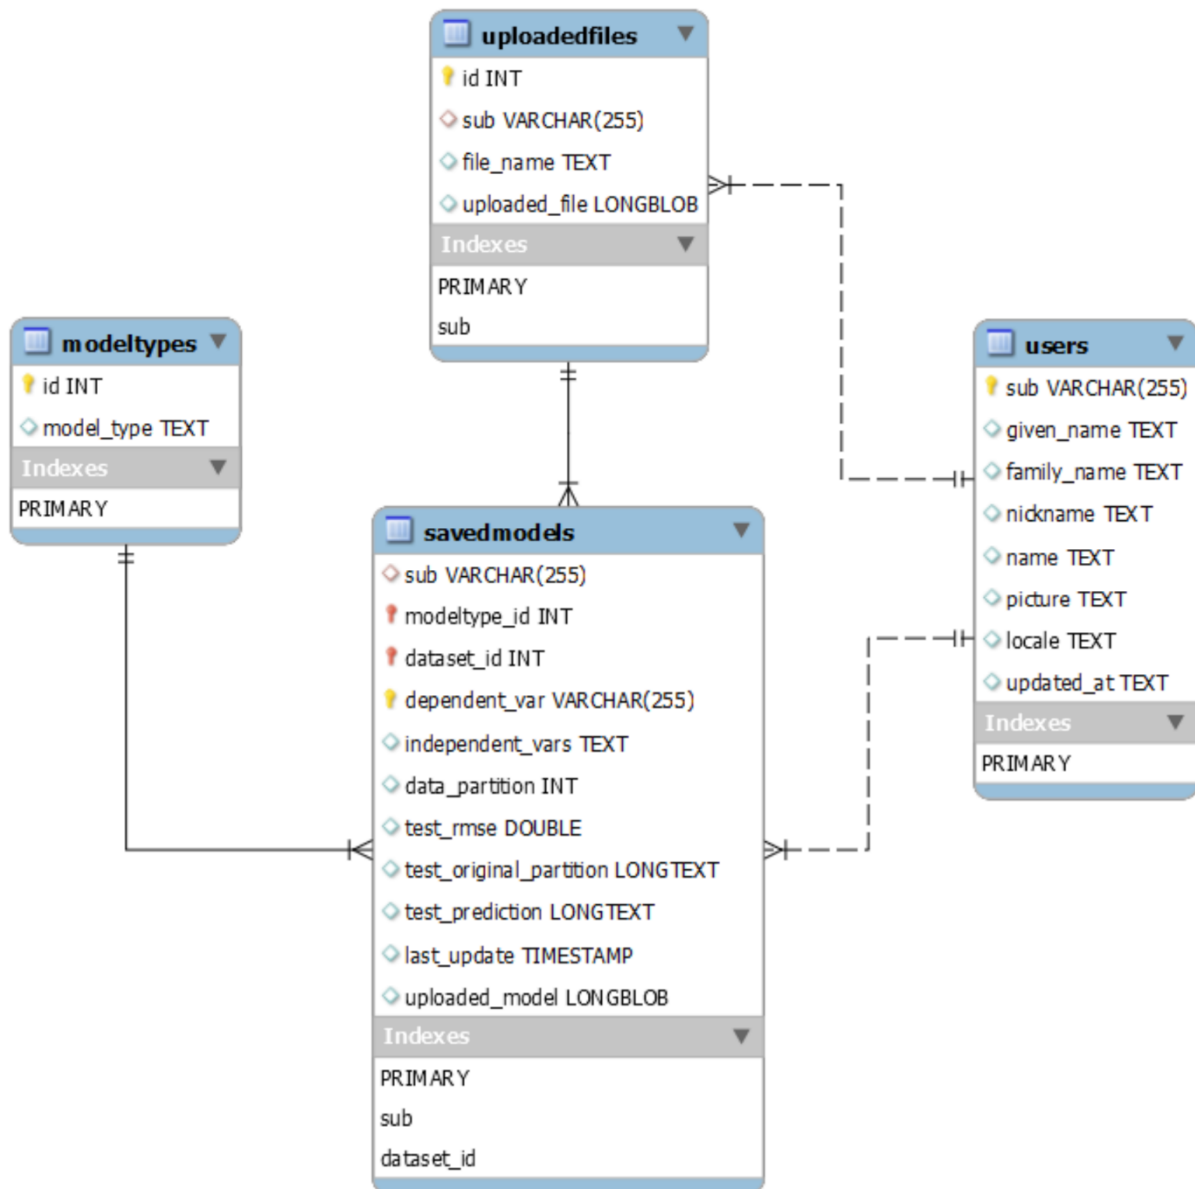 uploadedfiles
id INT
sub VARCHAR(255)
file_name TEXT
uploaded_file LONGBLOB
Indexes
PRIMARY
sub
modeltypes
id INT
model_type TEXT
Indexes
PRIMARY
users
sub VARCHAR(255)
given_name TEXT
family_name TEXT
nickname TEXT
name TEXT
picture TEXT
locale TEXT
updated_at TEXT
Indexes
PRIMARY
savedmodels
sub VARCHAR(255)
modeltype_id INT
dataset_id INT
dependent_var VARCHAR(255)
independent_vars TEXT
data_partition INT
test_rmse DOUBLE
test_original_partition LONGTEXT
test_prediction LONGTEXT
last_update TIMESTAMP
uploaded_model LONGBLOB
Indexes
PRIMARY
sub
dataset_id